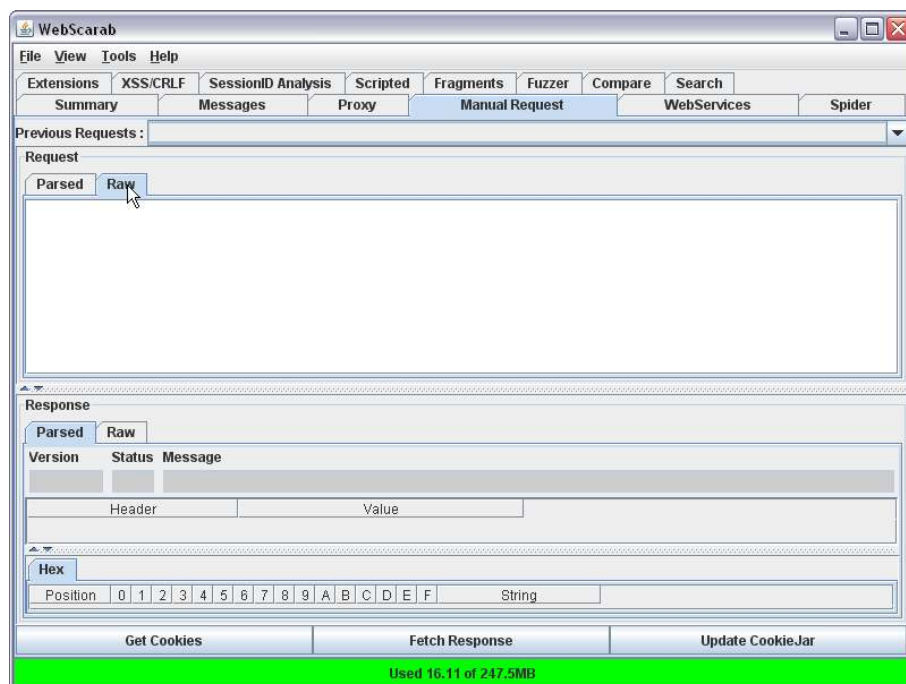 WebScarab
File View Tools Help
Extensions XSS/CRLF SessionID Analysis Scripted Fragments Fuzzer Compare Search
Summary Messages Proxy Manual Request WebServices Spider
Previous Requests :
Request
Parsed Raw
Response
Parsed Raw
Version Status Message
Header Value
Hex
Position 0 1 2 3 4 5 6 7 8 9 A B C D E F String
Get Cookies Fetch Response Update CookieJar
Used 16.11 of 247.5MB